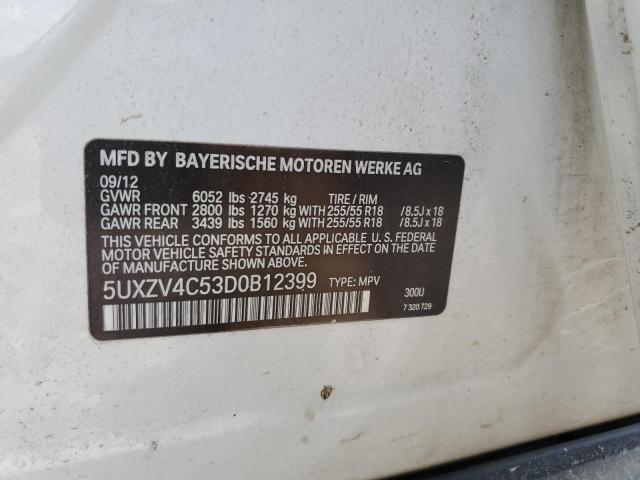 MFD BY BAYERISCHE MOTOREN WERKE AG
09/12
GVWR 6052 lbs 2745 kg TIRE / RIM
GAWR FRONT 2800 lbs 1270 kg WITH 255/55 R18 /8.5J x 18
GAWR REAR 3439 lbs 1560 kg WITH 255/55 R18 /8.5J x 18
THIS VEHICLE CONFORMS TO ALL APPLICABLE U.S. FEDERAL
MOTOR VEHICLE SAFETY STANDARDS IN EFFECT ON THE DATE
OF MANUFACTURE SHOWN ABOVE.
5UXZV4C53D0B12399 TYPE: MPV
300U
7 320 729